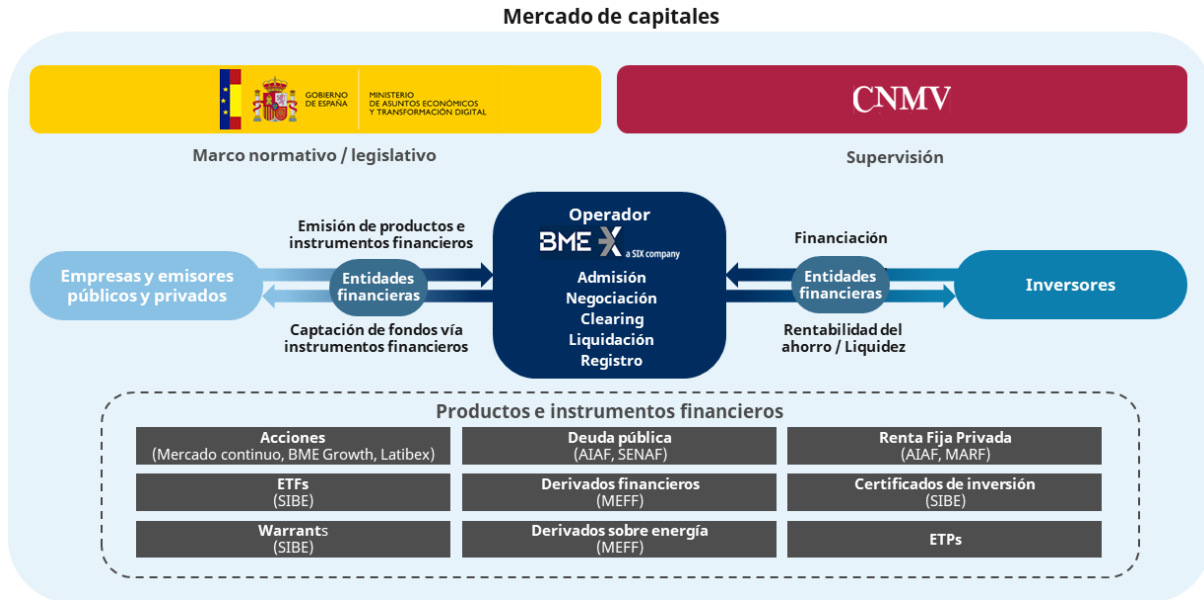 Mercado de capitales
GOBIERNO
DE ESPAÑA
MINISTERIO
DE ASUNTOS ECONÓMICOS
Y TRANSFORMACIÓN DIGITAL
CNMV
Marco normativo / legislativo
Supervisión
Empresas y emisores
públicos y privados
Emisión de productos e
instrumentos financieros
Entidades
financieras
Captación de fondos vía
instrumentos financieros
Operador
BME X
a SIX company
Admisión
Negociación
Clearing
Liquidación
Registro
Financiación
Entidades
financieras
Rentabilidad del
ahorro / Liquidez
Inversores
Productos e instrumentos financieros
Acciones
(Mercado continuo, BME Growth, Latibex)
Deuda pública
(AIAF, SENAF)
Renta Fija Privada
(AIAF, MARF)
ETFs
(SIBE)
Derivados financieros
(MEFF)
Certificados de inversión
(SIBE)
Warrants
(SIBE)
Derivados sobre energía
(MEFF)
ETPs